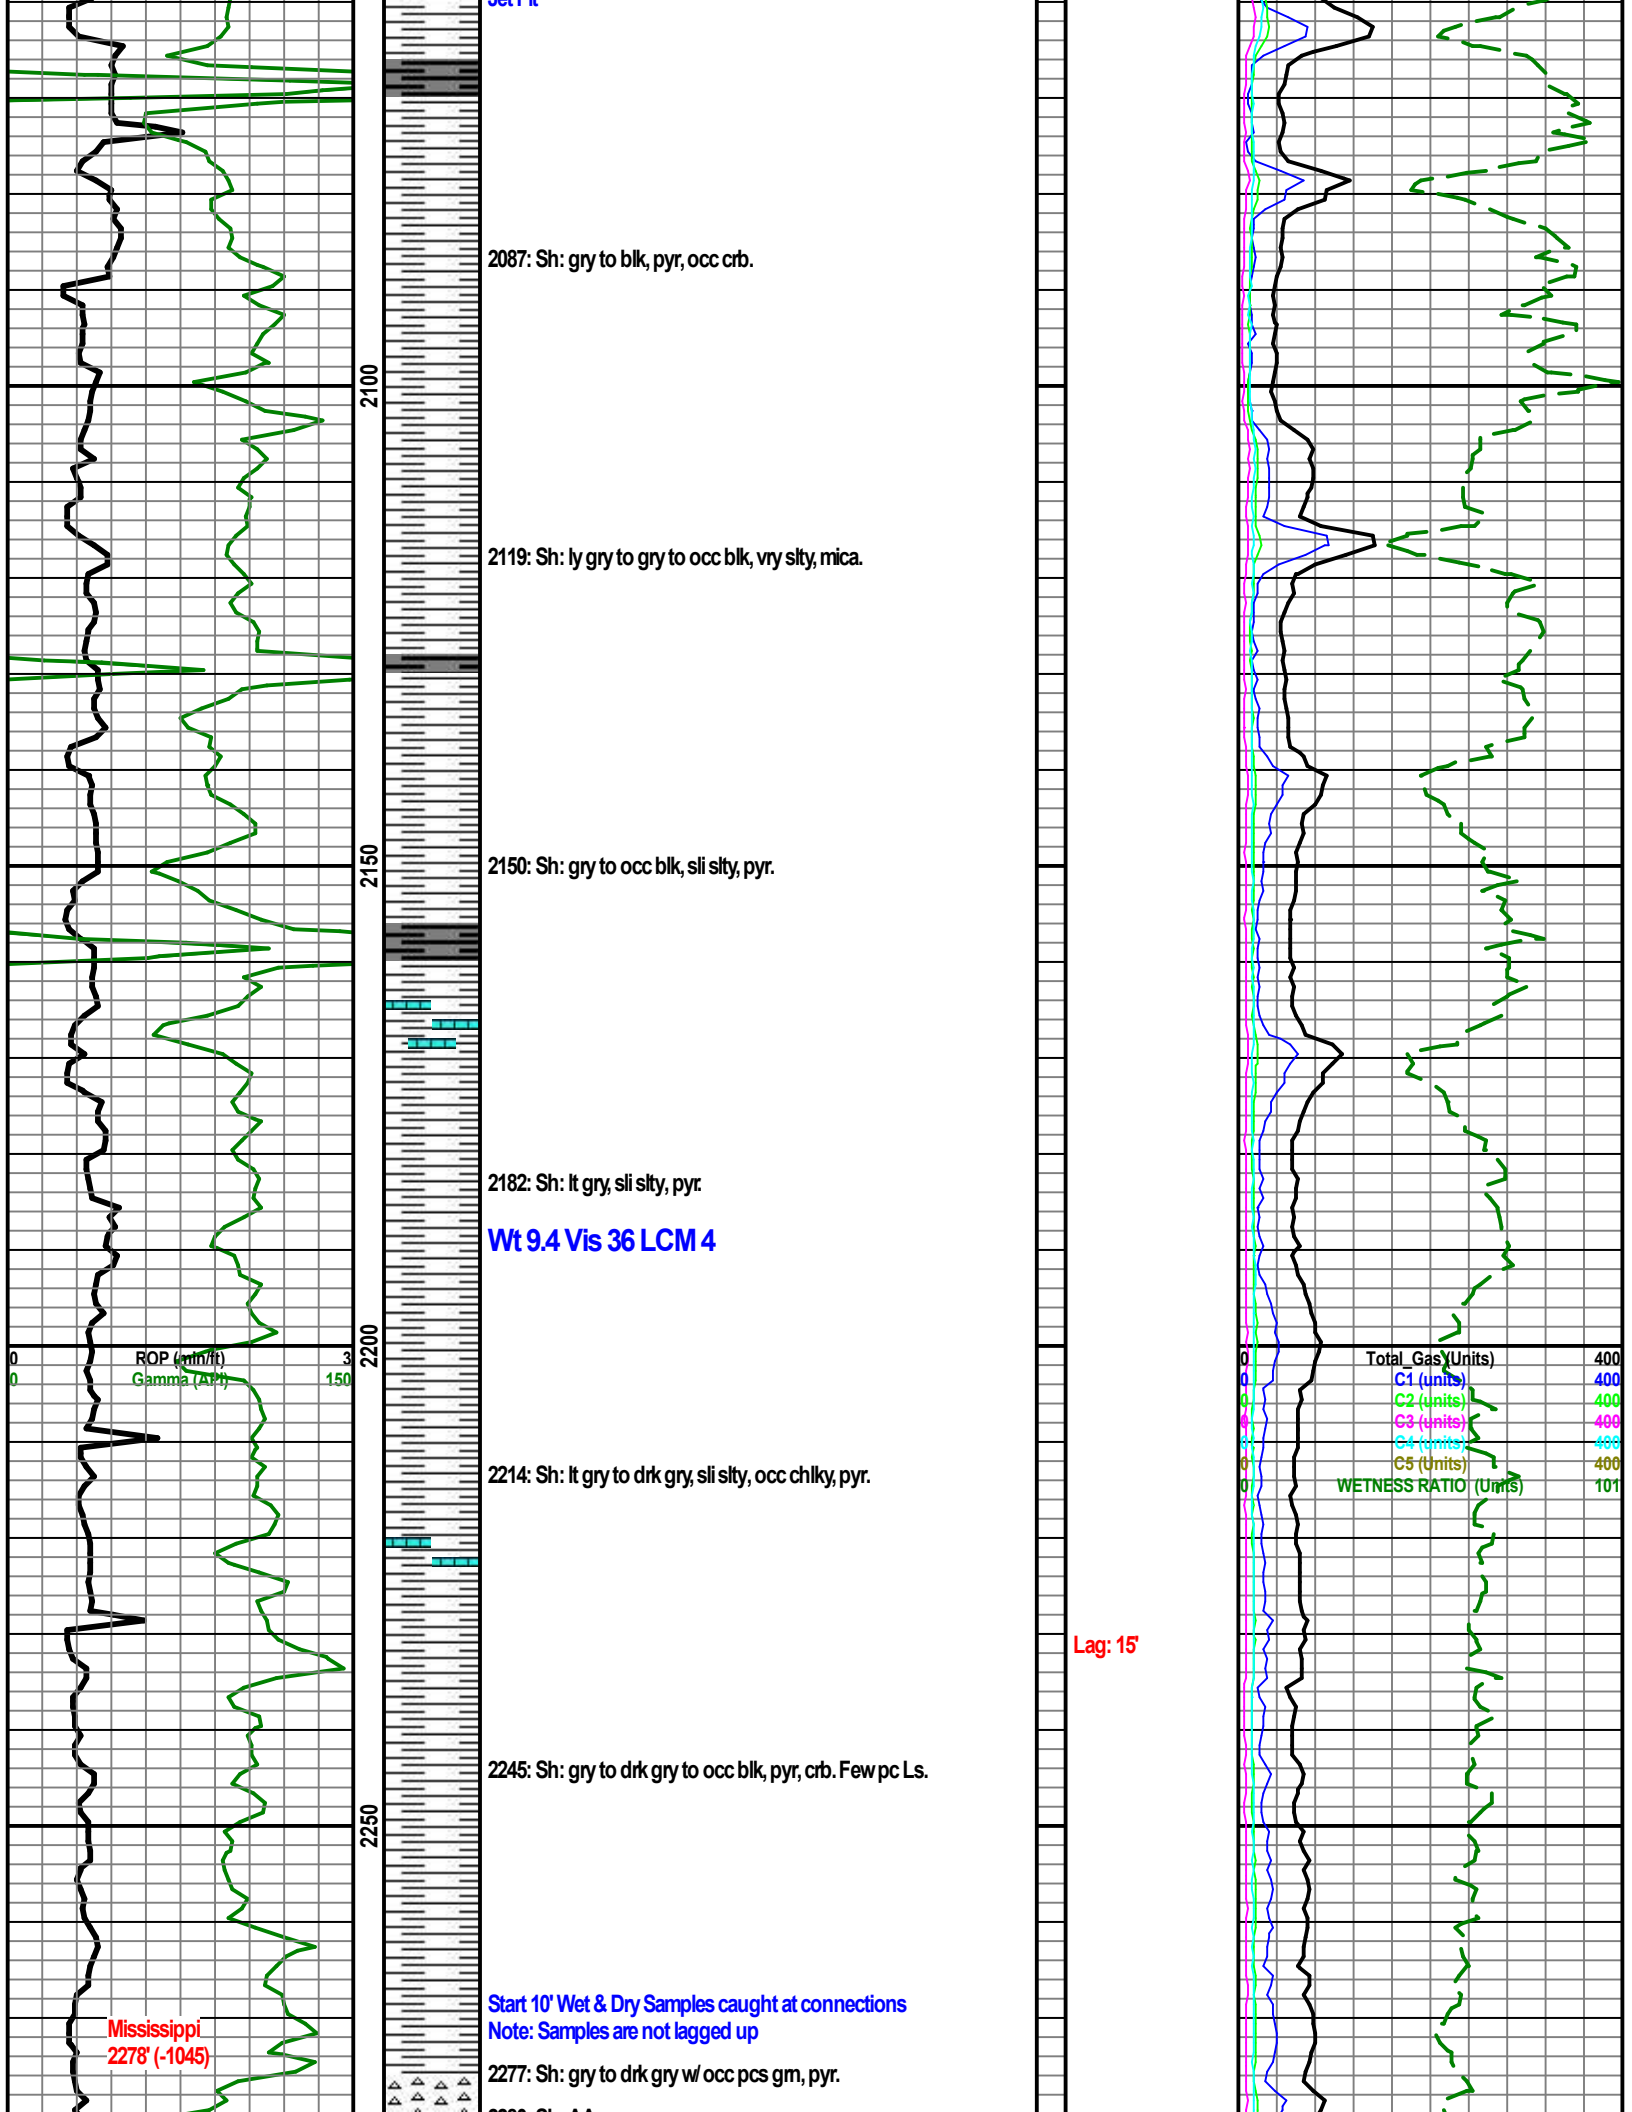 Jet Pit
2087: Sh: gry to blk, pyr, occ crb.
2100
2119: Sh: ly gry to gry to occ blk, vry slty, mica.
2150
2150: Sh: gry to occ blk, sli slty, pyr.
2182: Sh: lt gry, sli slty, pyr.
Wt 9.4 Vis 36 LCM 4
2200
0 ROP (min/ft) 3
0 Gamma (API) 150
0 Total_Gas (Units) 400
0 C1 (units) 400
0 C2 (units) 400
0 C3 (units) 400
0 C4 (units) 400
0 C5 (Units) 400
0 WETNESS RATIO (Units) 101
2214: Sh: lt gry to drk gry, sli slty, occ chlky, pyr.
Lag: 15'
2245: Sh: gry to drk gry to occ blk, pyr, crb. Few pc Ls.
2250
Start 10' Wet & Dry Samples caught at connections
Note: Samples are not lagged up
Mississippi
2278' (-1045)
2277: Sh: gry to drk gry w/ occ pcs grn, pyr.